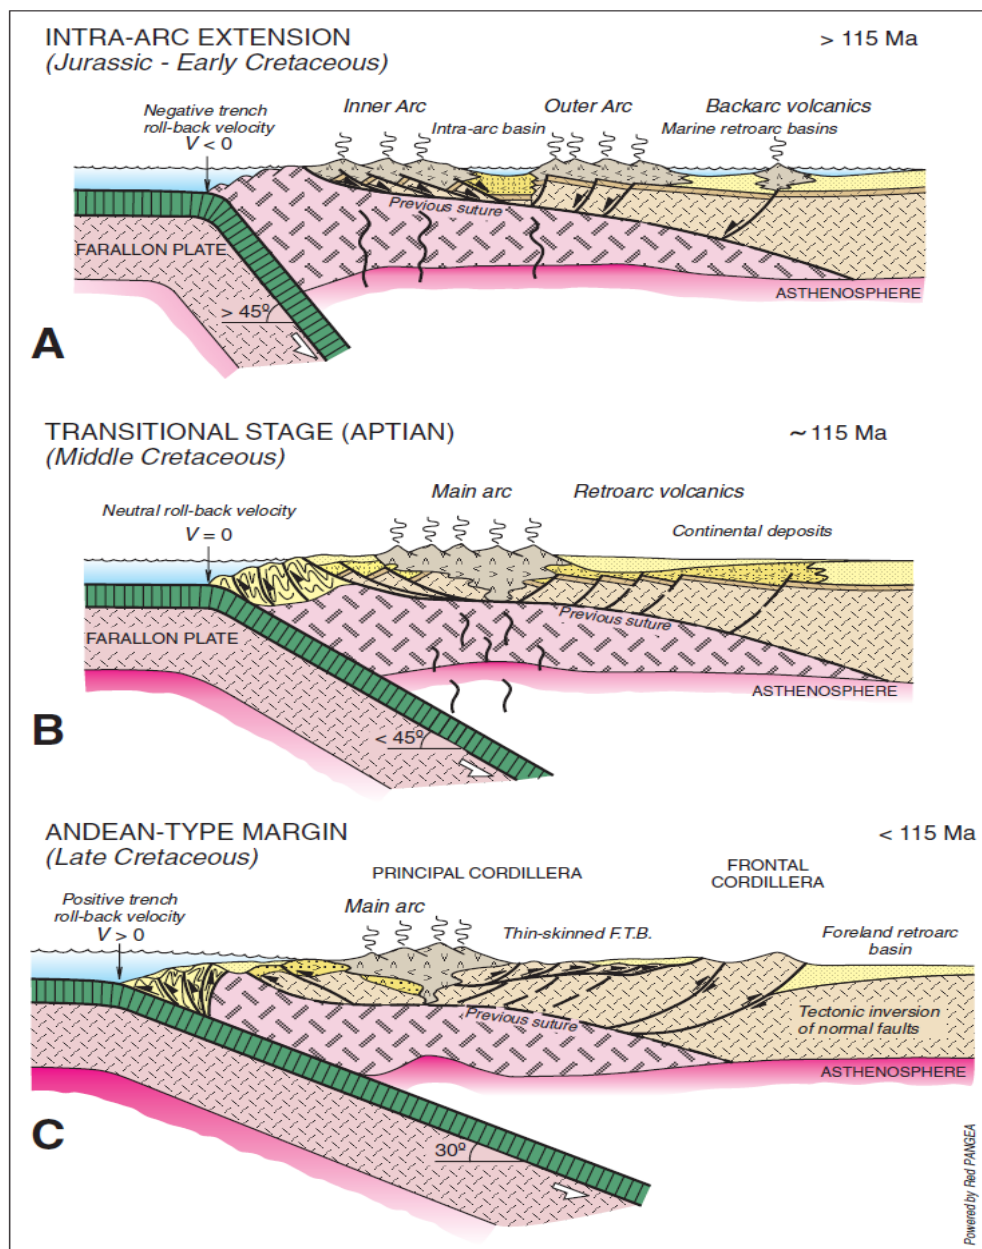 INTRA-ARC EXTENSION
(Jurassic - Early Cretaceous)
> 115 Ma
Negative trench
roll-back velocity
V < 0
Inner Arc
Intra-arc basin
Outer Arc
Backarc volcanics
Marine retroarc basins
Previous suture
FARALLON PLATE
ASTHENOSPHERE
> 45º
A
TRANSITIONAL STAGE (APTIAN)
(Middle Cretaceous)
~ 115 Ma
Main arc
Retroarc volcanics
Neutral roll-back velocity
V = 0
Continental deposits
Previous suture
FARALLON PLATE
ASTHENOSPHERE
< 45º
B
ANDEAN-TYPE MARGIN
(Late Cretaceous)
< 115 Ma
PRINCIPAL CORDILLERA
FRONTAL
CORDILLERA
Positive trench
roll-back velocity
V > 0
Main arc
Thin-skinned F.T.B.
Foreland retroarc
basin
Previous suture
Tectonic inversion
of normal faults
ASTHENOSPHERE
30º
C
Powered by Red PANGEA